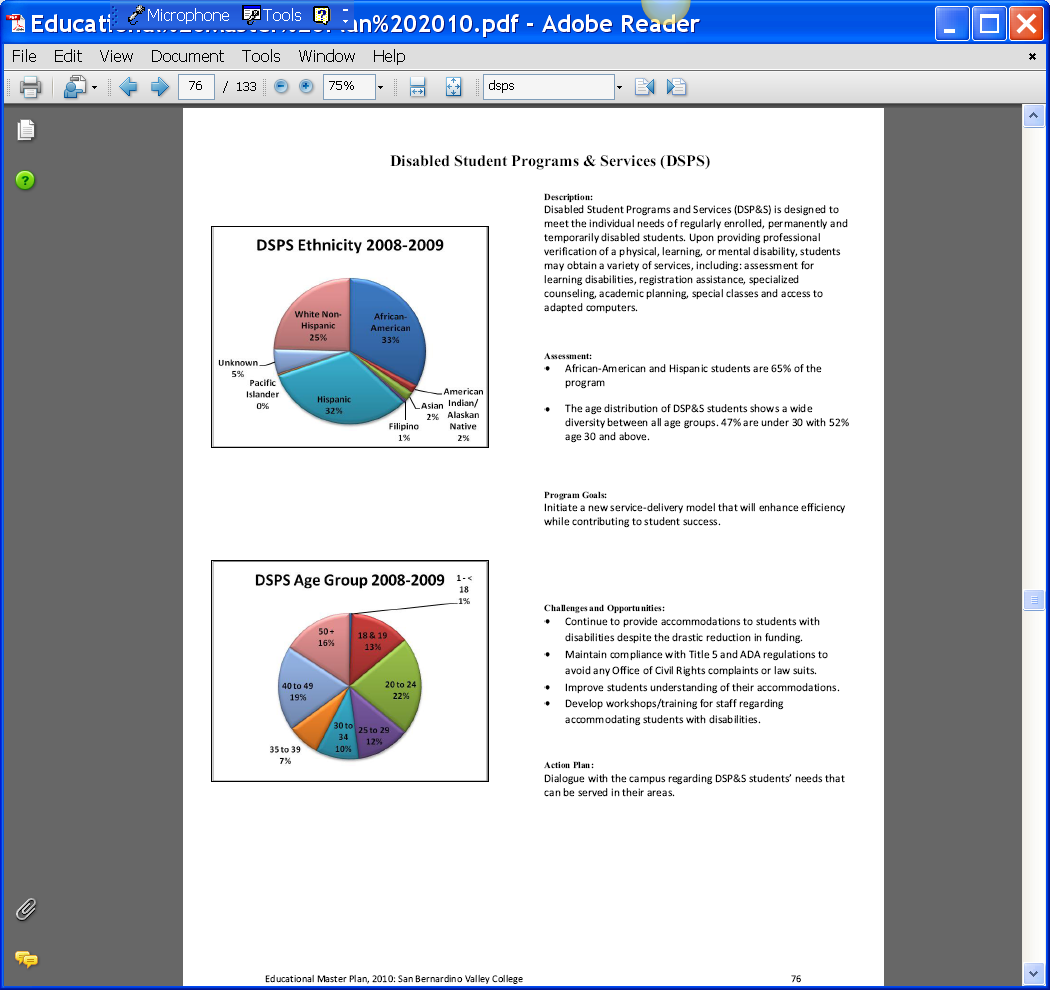 Microphone Tools
Educati an%202010.pdf - Adobe Reader
File Edit View Document Tools Window Help
76 / 133 75% dsps
Disabled Student Programs & Services (DSPS)
DSPS Ethnicity 2008-2009
White Non-
Hispanic
25%
African-
American
33%
Unknown
5%
Pacific
Islander
0%
Hispanic
32%
Filipino
1%
Asian
2%
American
Indian/
Alaskan
Native
2%
DSPS Age Group 2008-2009
1 - <
18
1%
50 +
16%
18 & 19
13%
40 to 49
19%
20 to 24
22%
35 to 39
7%
30 to
34
10%
25 to 29
12%
Description:
Disabled Student Programs and Services (DSP&S) is designed to
meet the individual needs of regularly enrolled, permanently and
temporarily disabled students. Upon providing professional
verification of a physical, learning, or mental disability, students
may obtain a variety of services, including: assessment for
learning disabilities, registration assistance, specialized
counseling, academic planning, special classes and access to
adapted computers.
Assessment:
• African-American and Hispanic students are 65% of the
program
• The age distribution of DSP&S students shows a wide
diversity between all age groups. 47% are under 30 with 52%
age 30 and above.
Program Goals:
Initiate a new service-delivery model that will enhance efficiency
while contributing to student success.
Challenges and Opportunities:
• Continue to provide accommodations to students with
disabilities despite the drastic reduction in funding.
• Maintain compliance with Title 5 and ADA regulations to
avoid any Office of Civil Rights complaints or law suits.
• Improve students understanding of their accommodations.
• Develop workshops/training for staff regarding
accommodating students with disabilities.
Action Plan:
Dialogue with the campus regarding DSP&S students’ needs that
can be served in their areas.
Educational Master Plan, 2010: San Bernardino Valley College 76